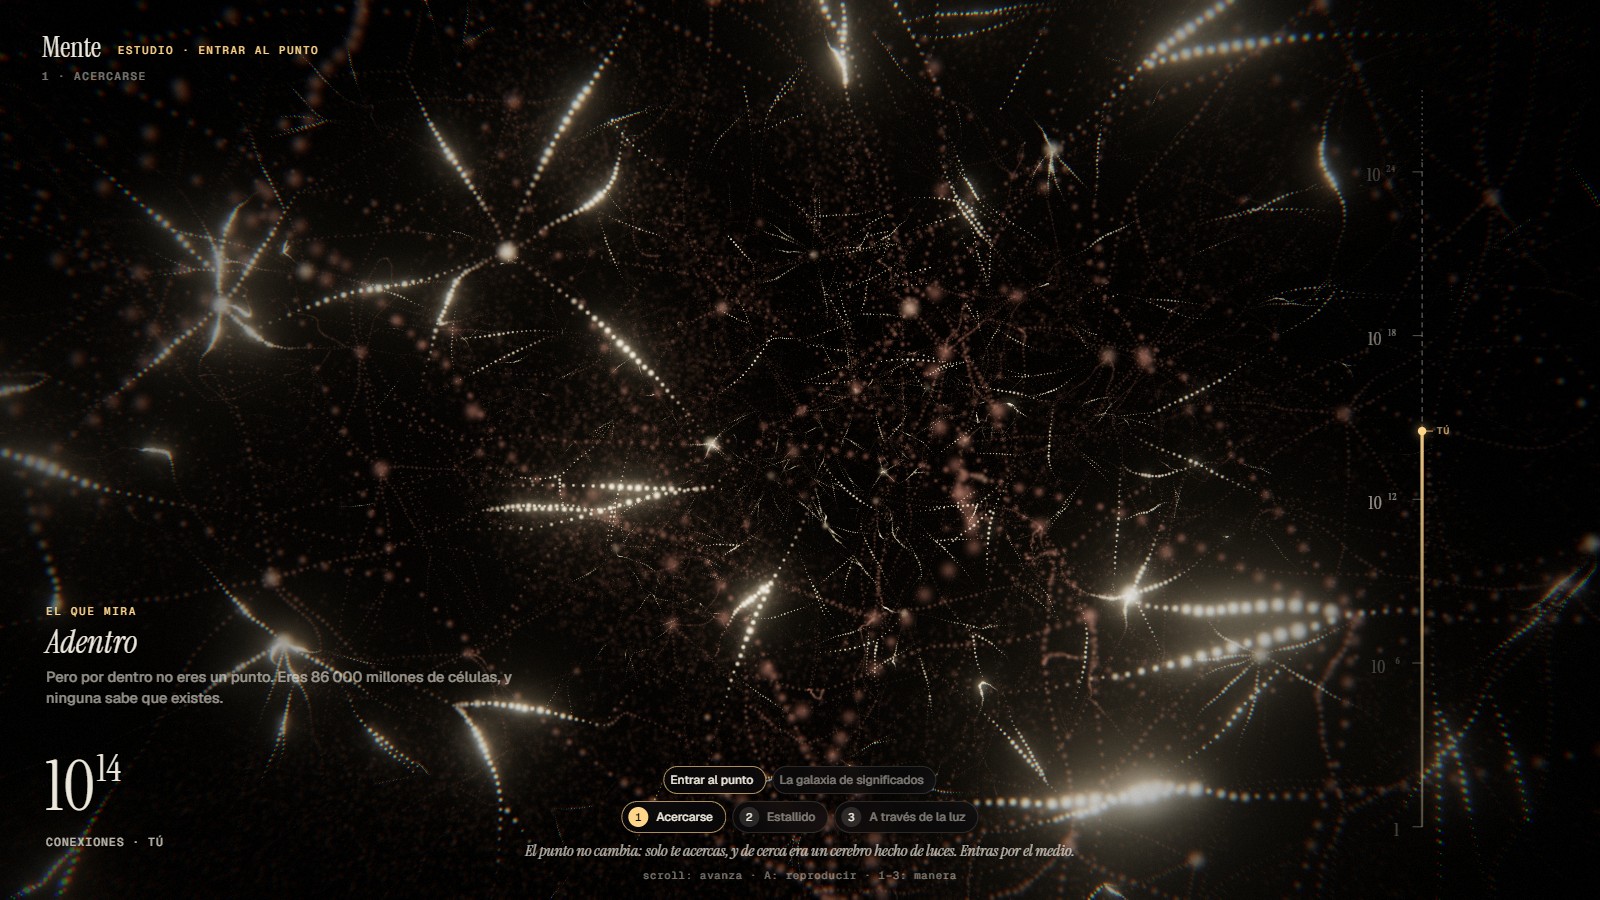 Mente ESTUDIO · ENTRAR AL PUNTO
1 · ACERCARSE
10 24
10 18
TÚ
10 12
10 6
1
EL QUE MIRA
Adentro
Pero por dentro no eres un punto. Eres 86 000 millones de células, y
ninguna sabe que existes.
10 14
CONEXIONES · TÚ
Entrar al punto La galaxia de significados
1 Acercarse 2 Estallido 3 A través de la luz
El punto no cambia: solo te acercas, y de cerca era un cerebro hecho de luces. Entras por el medio.
scroll: avanza · A: reproducir · 1–3: manera